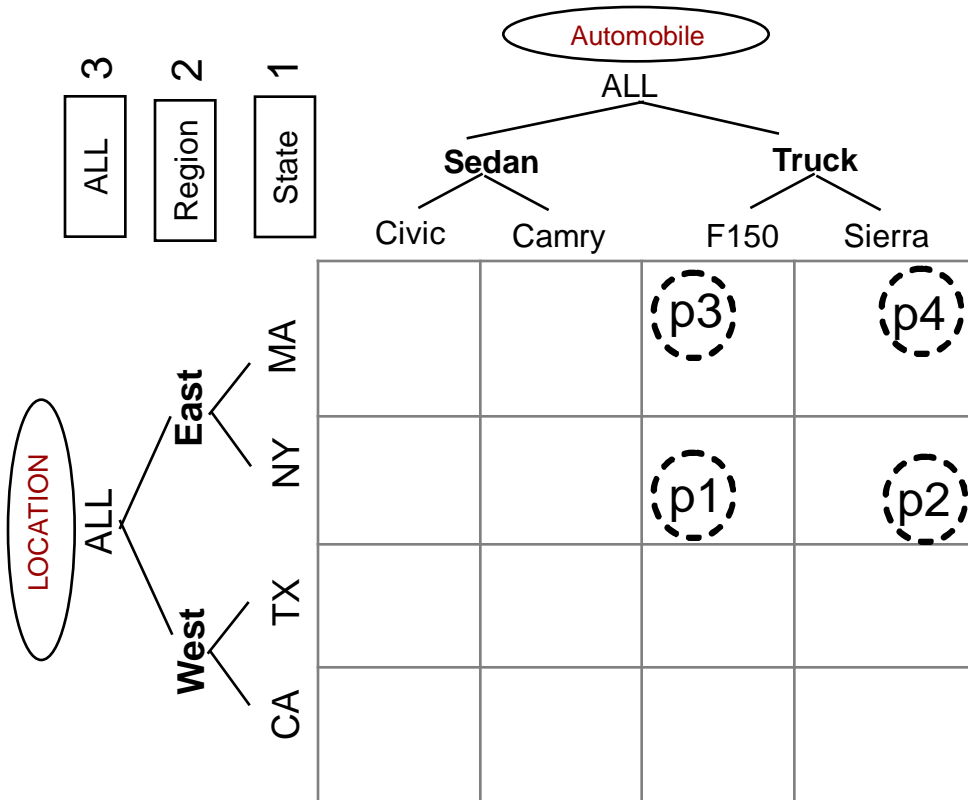 Automobile
ALL
3
2
1
ALL
Region
State
Sedan
Truck
Civic
Camry
F150
Sierra
p3
p4
MA
East
NY
p1
p2
LOCATION
ALL
TX
West
CA